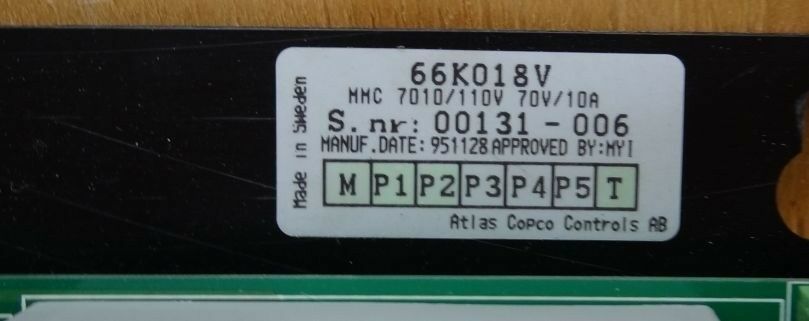 66K018V
MMC 7010/110V 70V/10A
S.nr: 00131 - 006
MANUF.DATE: 951128 APPROVED BY:MYI
M P1 P2 P3 P4 P5 T
Atlas Copco Controls AB
Made in Sweden